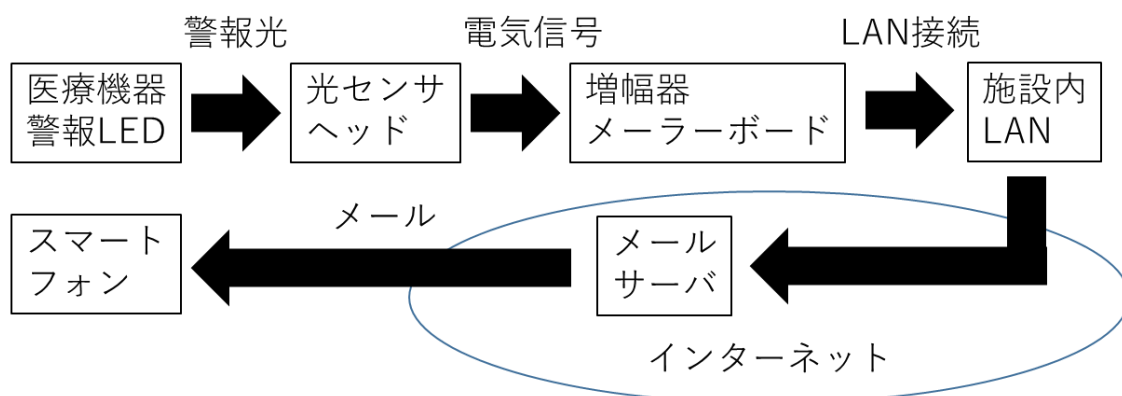 警報光
電気信号
LAN接続
医療機器
警報LED
光センサ
ヘッド
増幅器
メーラーボード
施設内
LAN
スマート
フォン
メール
メール
サーバ
インターネット